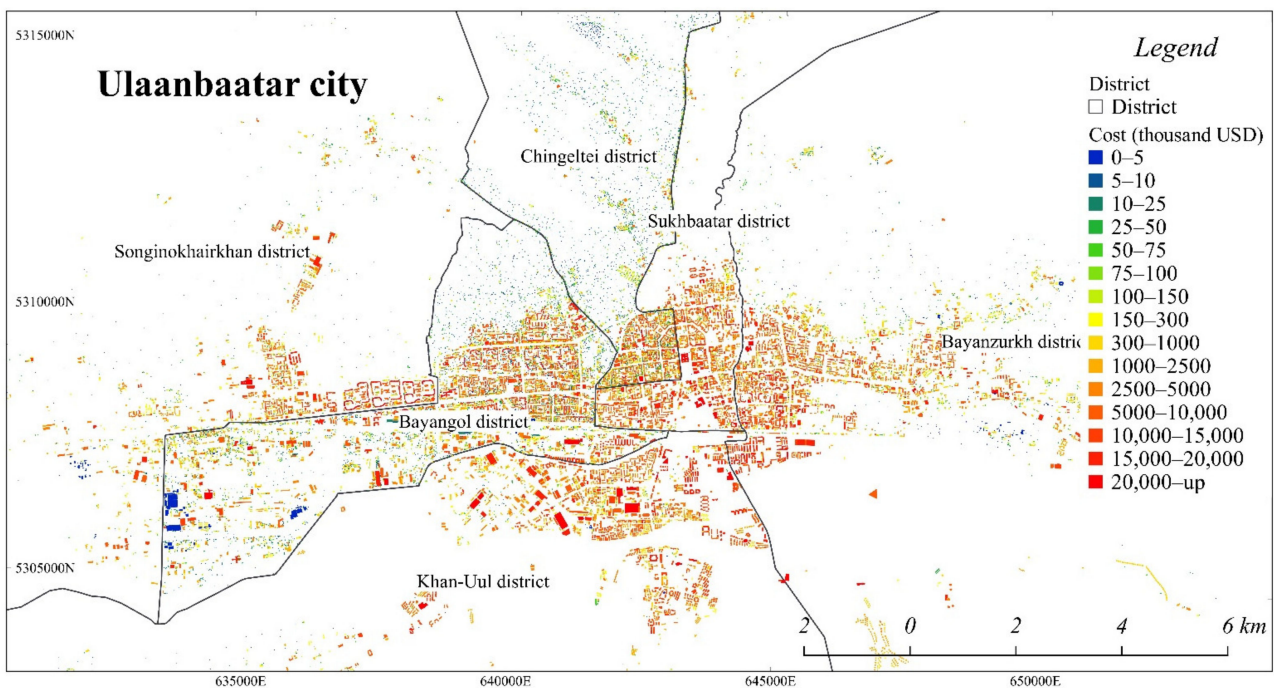 5315000N
Ulaanbaatar city
Legend
District
District
Cost (thousand USD)
0–5
5–10
10–25
25–50
50–75
75–100
100–150
150–300
300–1000
1000–2500
2500–5000
5000–10,000
10,000–15,000
15,000–20,000
20,000–up
Chingeltei district
Sukhbaatar district
Songinokhairkhan district
5310000N
Bayanzurkh distric
Bayangol district
5305000N
Khan-Uul district
2 0 2 4 6 km
635000E 640000E 645000E 650000E